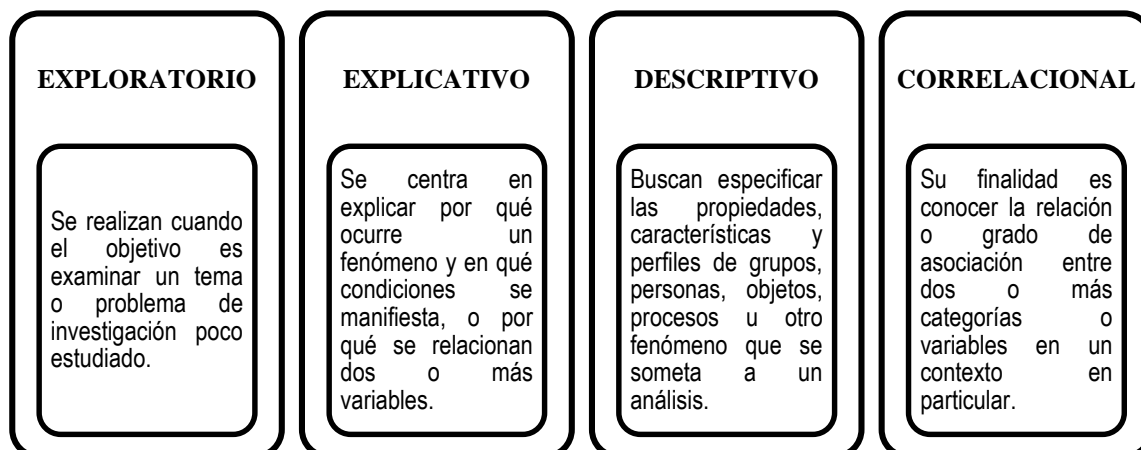 EXPLORATORIO
Se realizan cuando
el objetivo es
examinar un tema
o problema de
investigación poco
estudiado.
EXPLICATIVO
Se centra en
explicar por qué
ocurre un
fenómeno y en qué
condiciones se
manifiesta, o por
qué se relacionan
dos o más
variables.
DESCRIPTIVO
Buscan especificar
las propiedades,
características y
perfiles de grupos,
personas, objetos,
procesos u otro
fenómeno que se
someta a un
análisis.
CORRELACIONAL
Su finalidad es
conocer la relación
o grado de
asociación entre
dos o más
categorías o
variables en un
contexto en
particular.